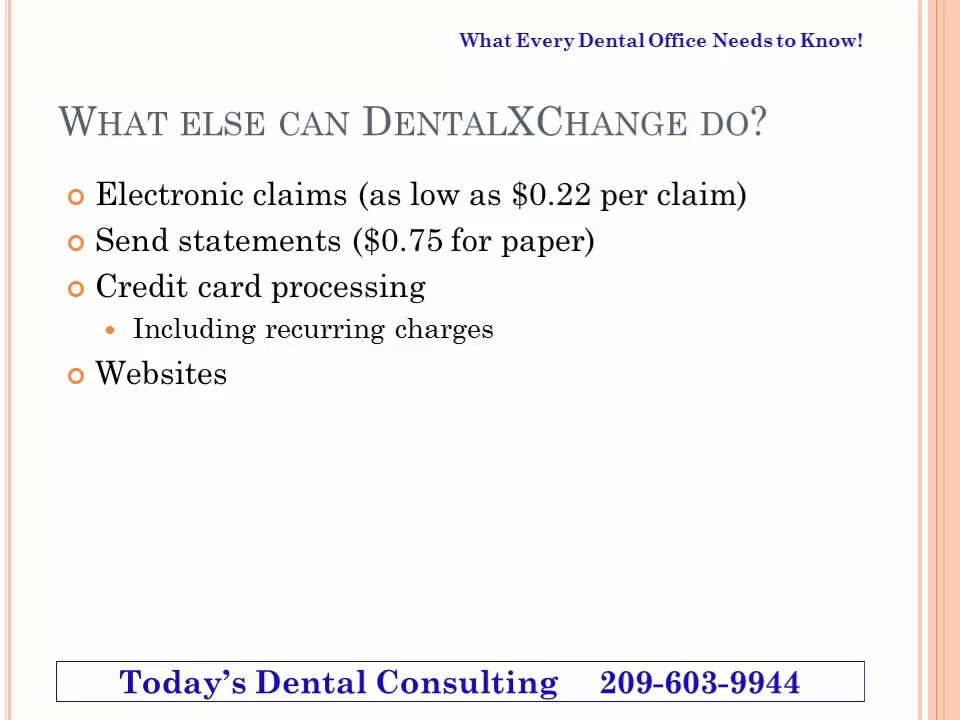 What Every Dental Office Needs to Know!
What else can DentalXChange do?
Electronic claims (as low as $0.22 per claim)
Send statements ($0.75 for paper)
Credit card processing
Including recurring charges
Websites
Today's Dental Consulting 209-603-9944